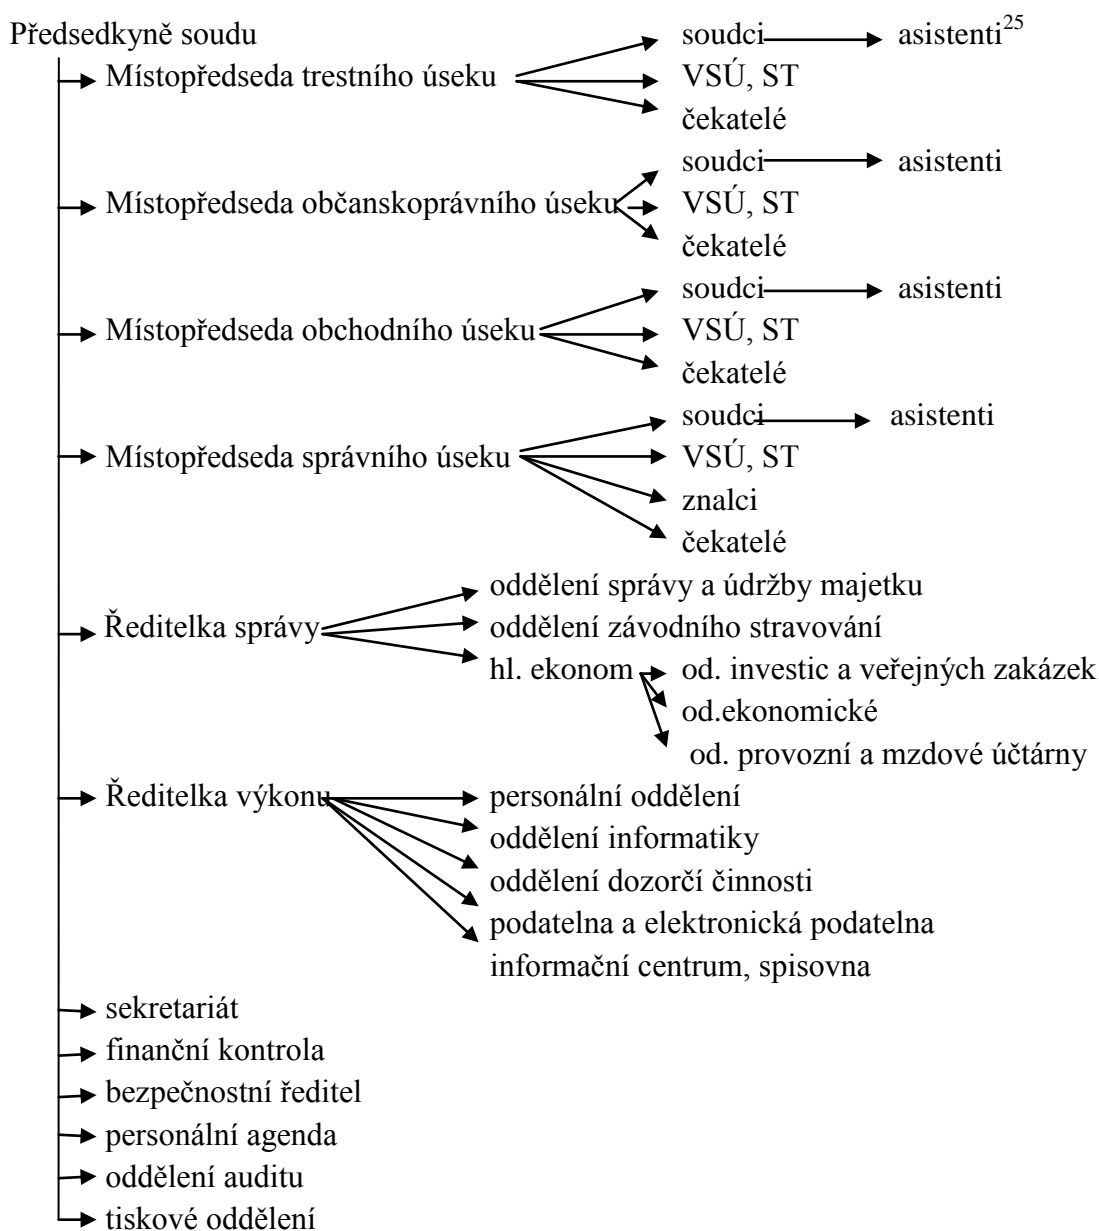 Předsedkyně soudu soudci asistenti25
Místopředseda trestního úseku VSÚ, ST
čekatelé
soudci asistenti
Místopředseda občanskoprávního úseku VSÚ, ST
čekatelé
soudci asistenti
Místopředseda obchodního úseku VSÚ, ST
čekatelé
soudci asistenti
Místopředseda správního úseku VSÚ, ST
znalci
čekatelé
oddělení správy a údržby majetku
Ředitelka správy oddělení závodního stravování
hl. ekonom od. investic a veřejných zakázek
od.ekonomické
od. provozní a mzdové účtárny
Ředitelka výkonu personální oddělení
oddělení informatiky
oddělení dozorčí činnosti
podatelna a elektronická podatelna
informační centrum, spisovna
sekretariát
finanční kontrola
bezpečnostní ředitel
personální agenda
oddělení auditu
tiskové oddělení